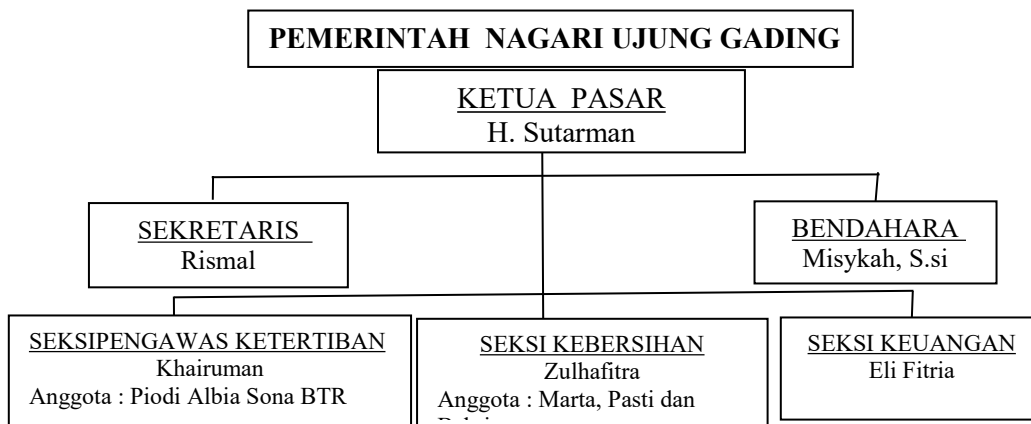 PEMERINTAH NAGARI UJUNG GADING
KETUA PASAR
H. Sutarman
SEKRETARIS
Rismal
BENDAHARA
Misykah, S.si
SEKSIPENGAWAS KETERTIBAN
Khairuman
Anggota : Piodi Albia Sona BTR
SEKSI KEBERSIHAN
Zulhafitra
Anggota : Marta, Pasti dan
SEKSI KEUANGAN
Eli Fitria